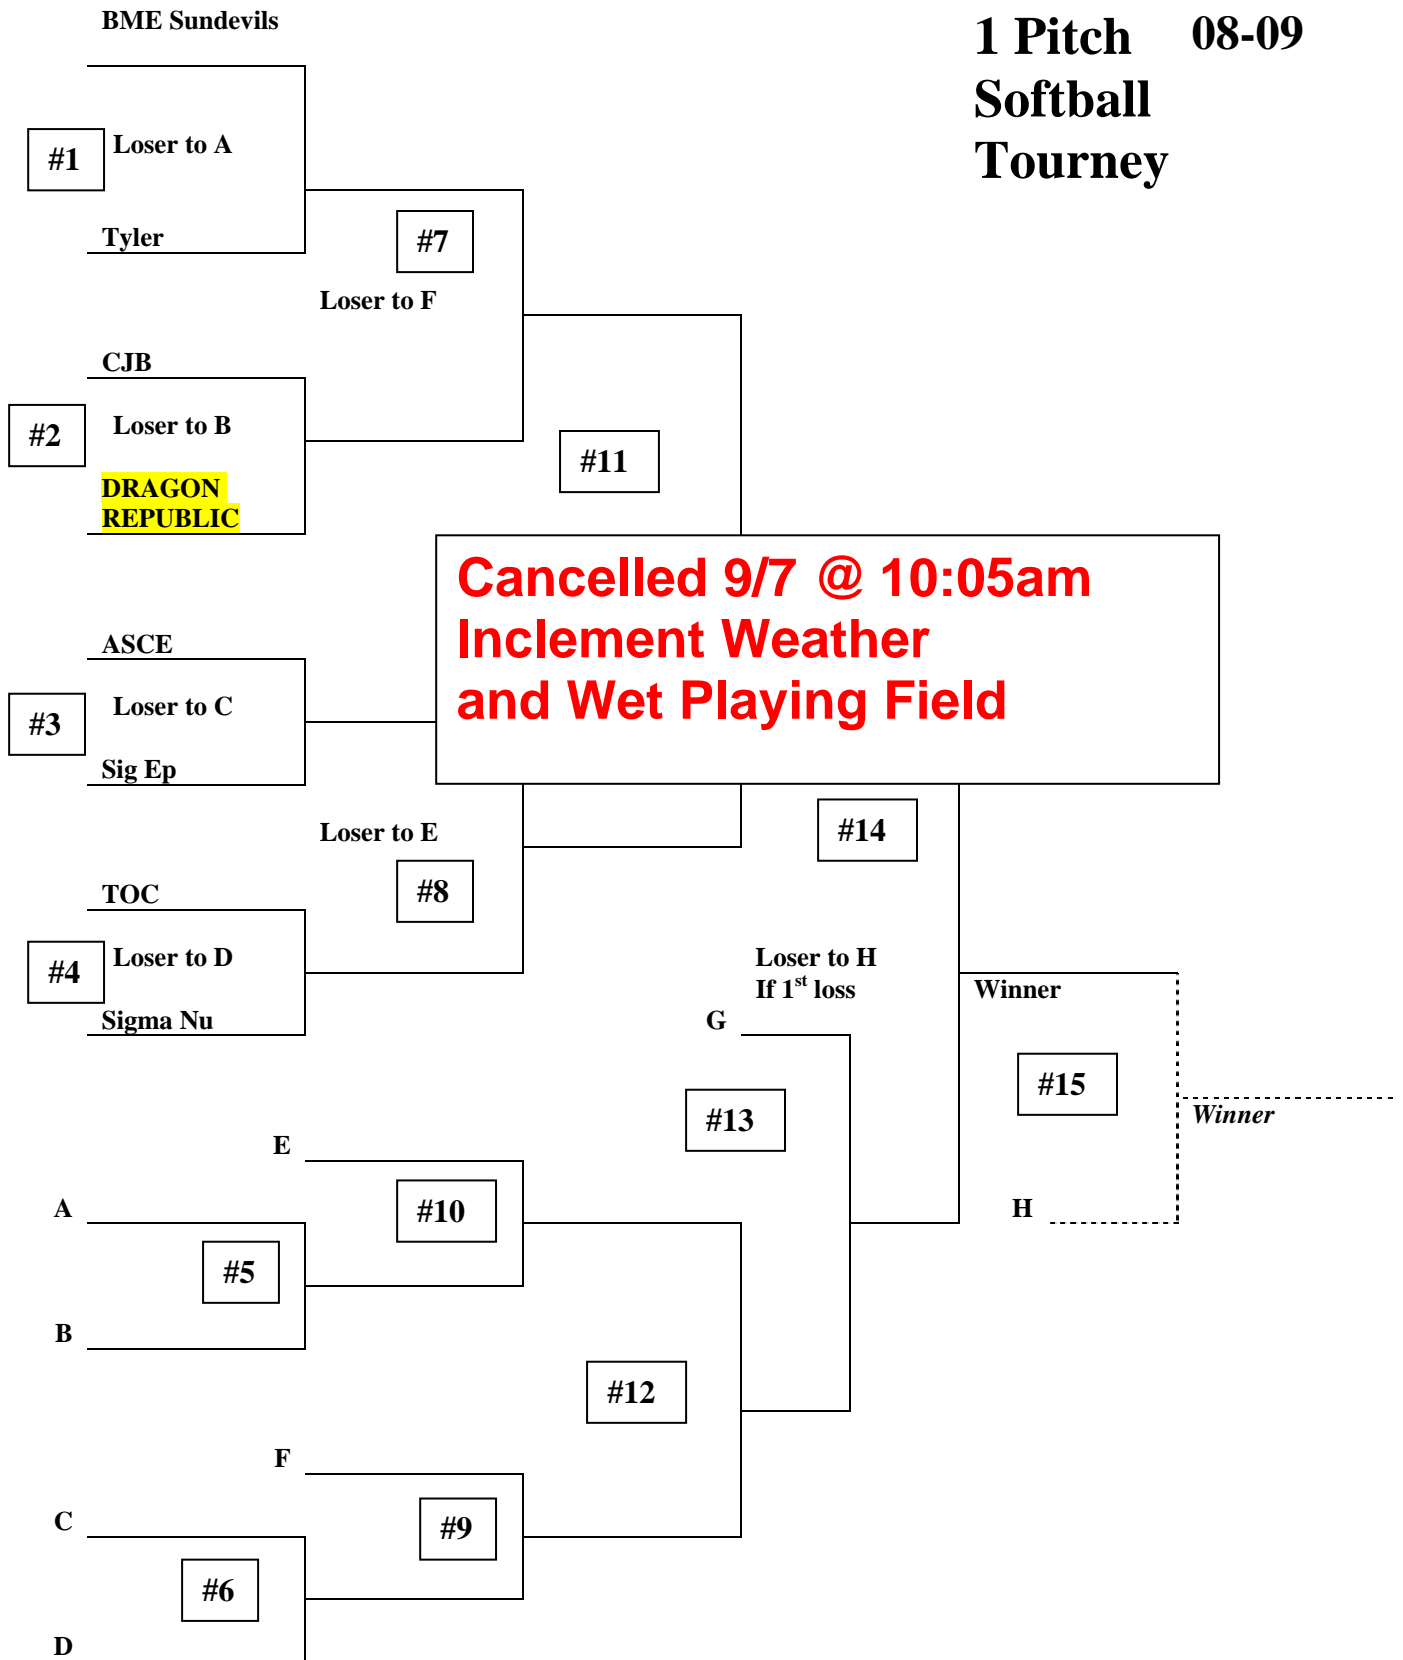 BME Sundevils
1 Pitch 08-09
Softball
Tourney
#1
Loser to A
Tyler
#7
Loser to F
CJB
#2
Loser to B
#11
DRAGON
REPUBLIC
Cancelled 9/7 @ 10:05am
Inclement Weather
and Wet Playing Field
ASCE
#3
Loser to C
Sig Ep
Loser to E
#14
TOC
#8
#4
Loser to D
Loser to H
If 1st loss
Winner
Sigma Nu
G
#15
#13
Winner
E
A
#10
H
#5
B
#12
F
C
#9
#6
D